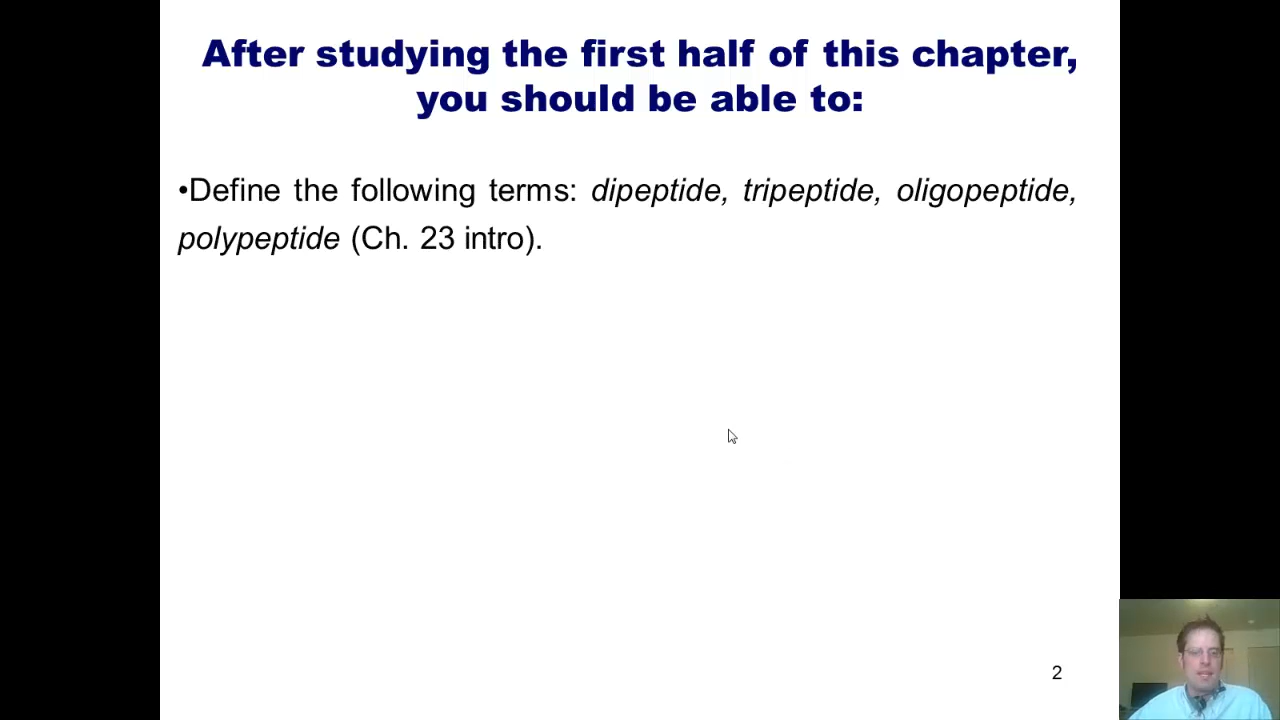 After studying the first half of this chapter,
you should be able to:
•Define the following terms: dipeptide, tripeptide, oligopeptide,
polypeptide (Ch. 23 intro).
2